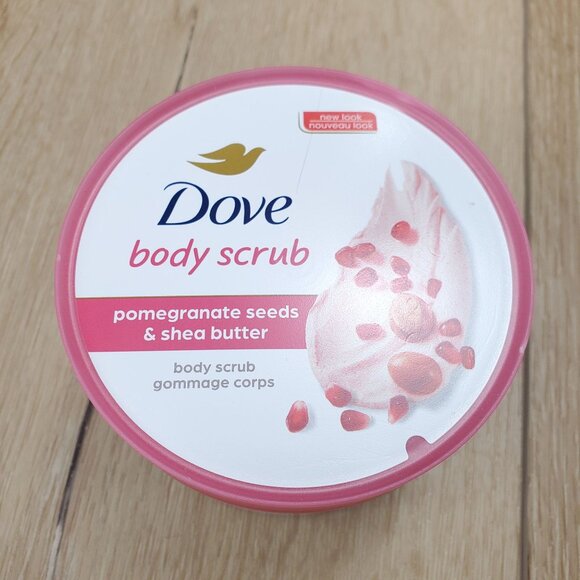 new look
nouveau look
Dove
body scrub
pomegranate seeds
& shea butter
body scrub
gommage corps